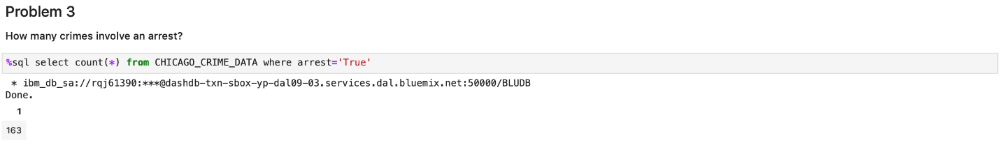 Problem 3
How many crimes involve an arrest?
%sql select count(*) from CHICAGO_CRIME_DATA where arrest='True'
* ibm_db_sa://rqj61390:***@dashdb-txn-sbox-yp-dal09-03.services.dal.bluemix.net:50000/BLUDB
Done.
1
163